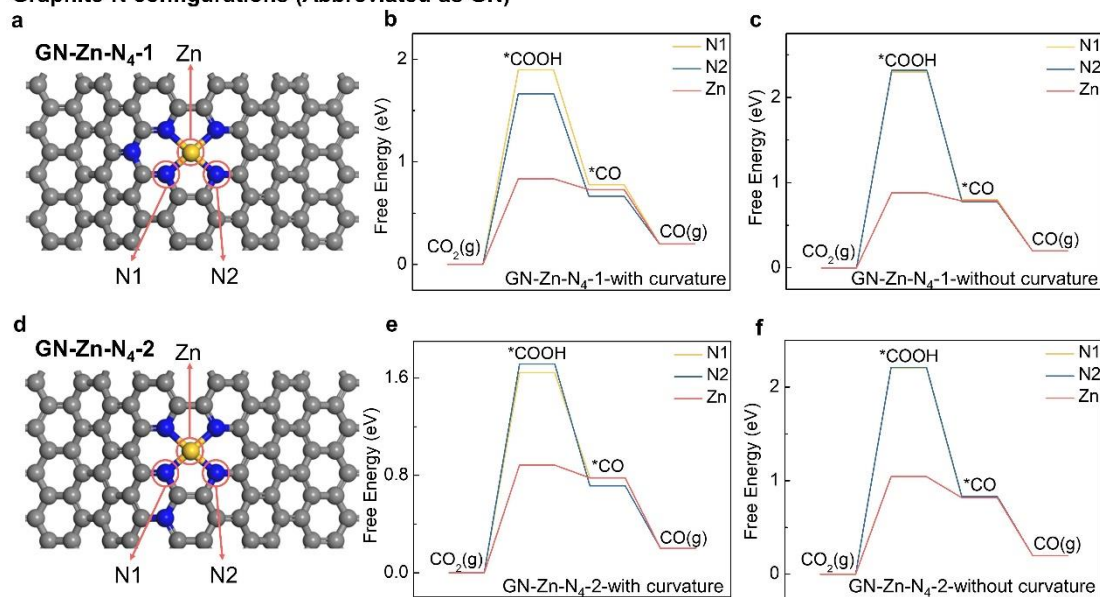 Graphite N configurations (Abbreviated as GN)
a
GN-Zn-N4-1
Zn
N1
N2
b
Free Energy (eV)
2
1
0
*COOH
N1
N2
Zn
*CO
CO2(g)
CO(g)
GN-Zn-N4-1-with curvature
c
Free Energy (eV)
2
1
0
*COOH
N1
N2
Zn
*CO
CO2(g)
CO(g)
GN-Zn-N4-1-without curvature
d
GN-Zn-N4-2
Zn
N1
N2
e
Free Energy (eV)
1.6
0.8
0.0
*COOH
N1
N2
Zn
*CO
CO2(g)
CO(g)
GN-Zn-N4-2-with curvature
f
Free Energy (eV)
2
1
0
*COOH
N1
N2
Zn
*CO
CO2(g)
CO(g)
GN-Zn-N4-2-without curvature